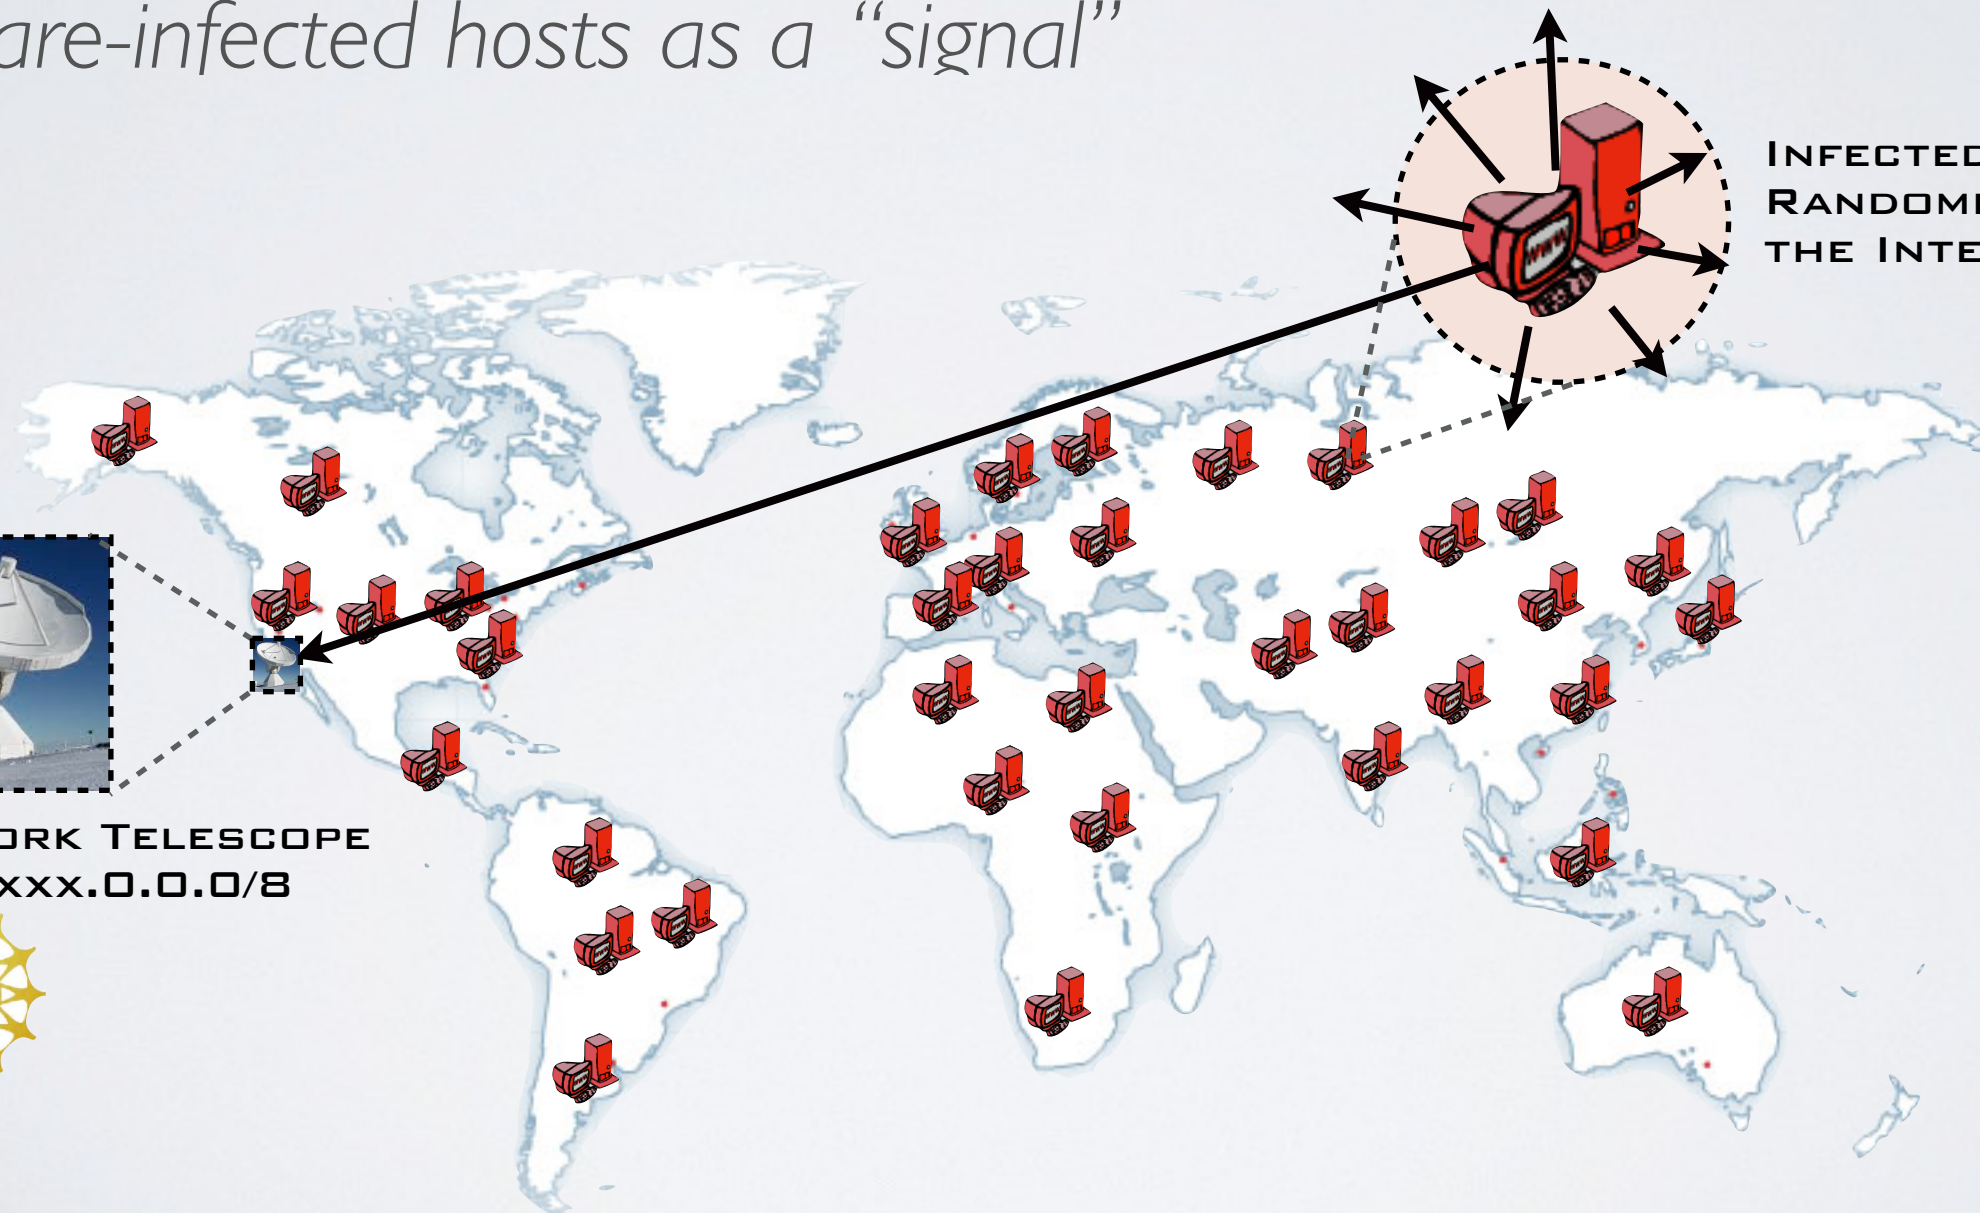 are-infected hosts as a “signal”
INFECTED
RANDOM
THE INTE
ORK TELESCOPE
XXX.0.0.0/8